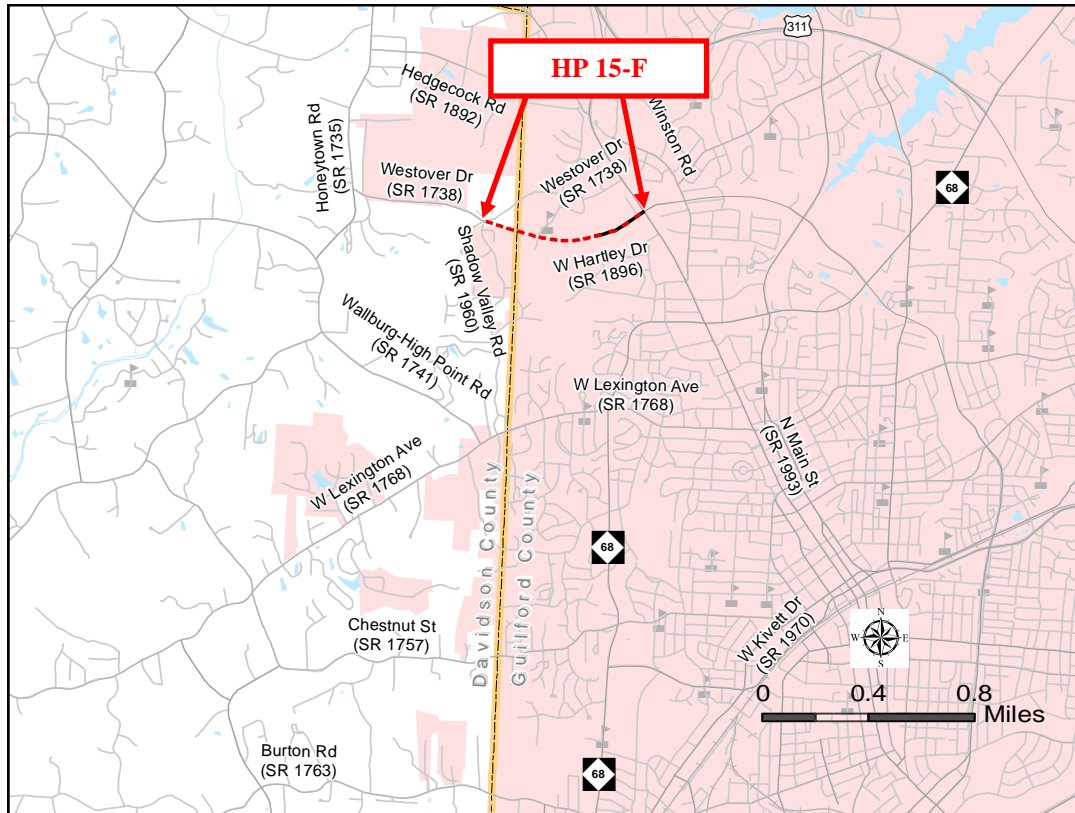 311
HP 15-F
Hedgecock Rd
(SR 1892)
Winston Rd
Honeytown Rd
(SR 1735)
Westover Dr
(SR 1738)
Westover Dr
(SR 1738)
68
W Hartley Dr
(SR 1896)
Shadow Valley Rd
(SR 1960)
Wallburg-High Point Rd
(SR 1741)
W Lexington Ave
(SR 1768)
N Main St
(SR 1993)
W Lexington Ave
(SR 1768)
Davidson County
Guilford County
68
Chestnut St
(SR 1757)
W Kivett Dr
(SR 1970)
N
W
E
S
0 0.4 0.8
Miles
Burton Rd
(SR 1763)
68